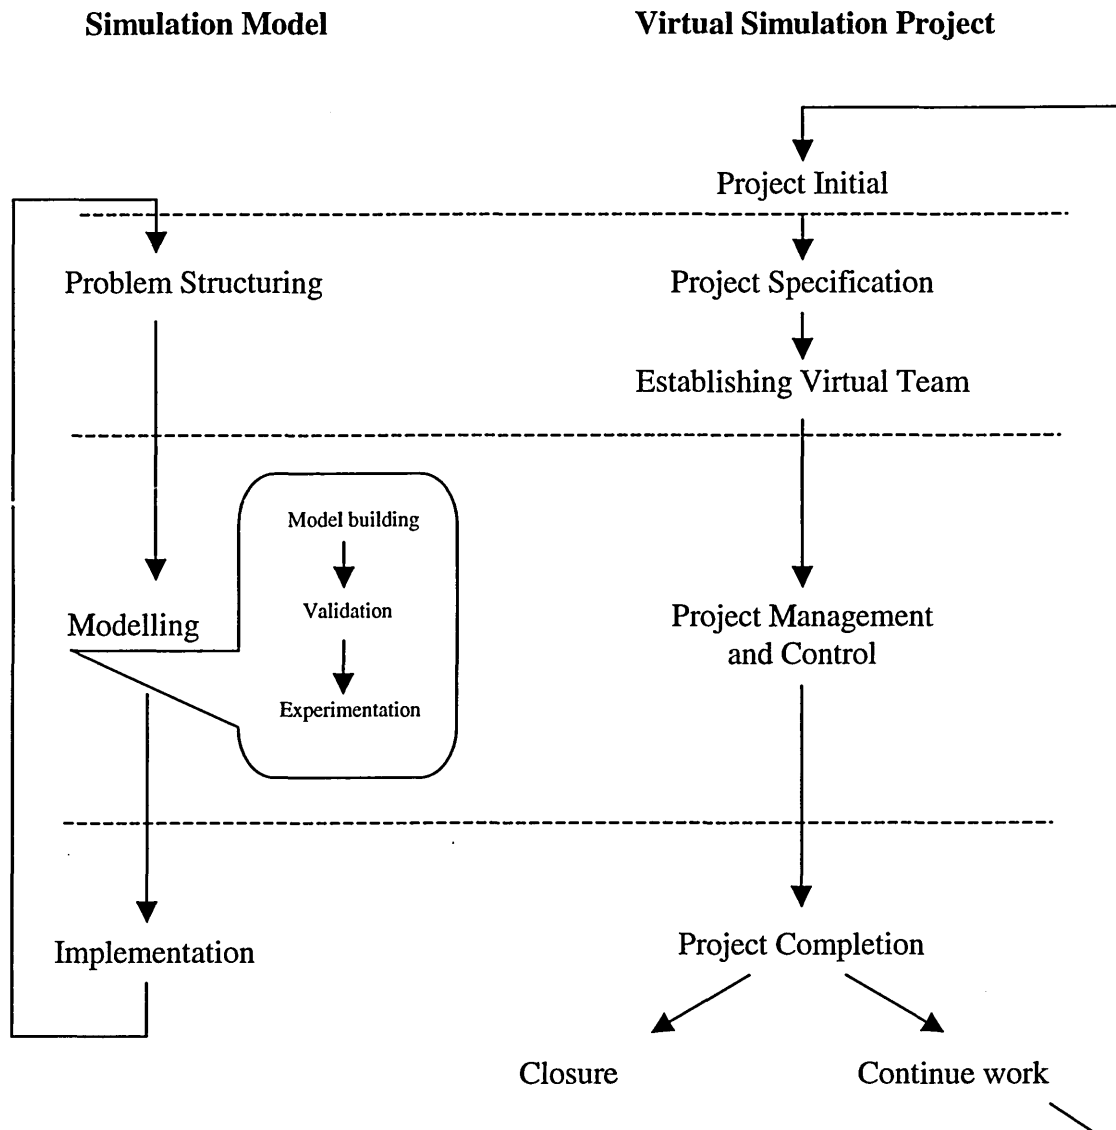 Simulation Model
Virtual Simulation Project
Project Initial
Problem Structuring
Project Specification
Establishing Virtual Team
Model building
Validation
Modelling
Experimentation
Project Management
and Control
Implementation
Project Completion
Closure
Continue work